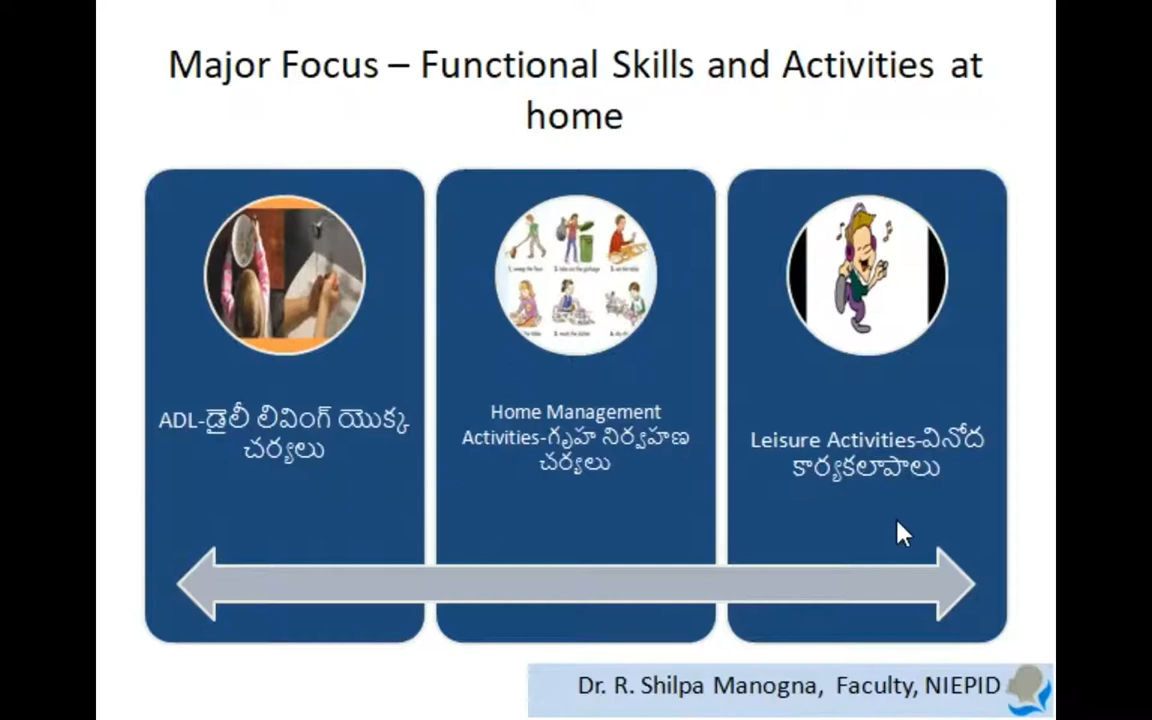 Major Focus – Functional Skills and Activities at
home
ADL-డైలీ లివింగ్ యొక్క
చర్యలు
Home Management
Activities-గృహ నిర్వహణ
చర్యలు
Leisure Activities-వినోద
కార్యకలాపాలు
Dr. R. Shilpa Manogna, Faculty, NIEPID